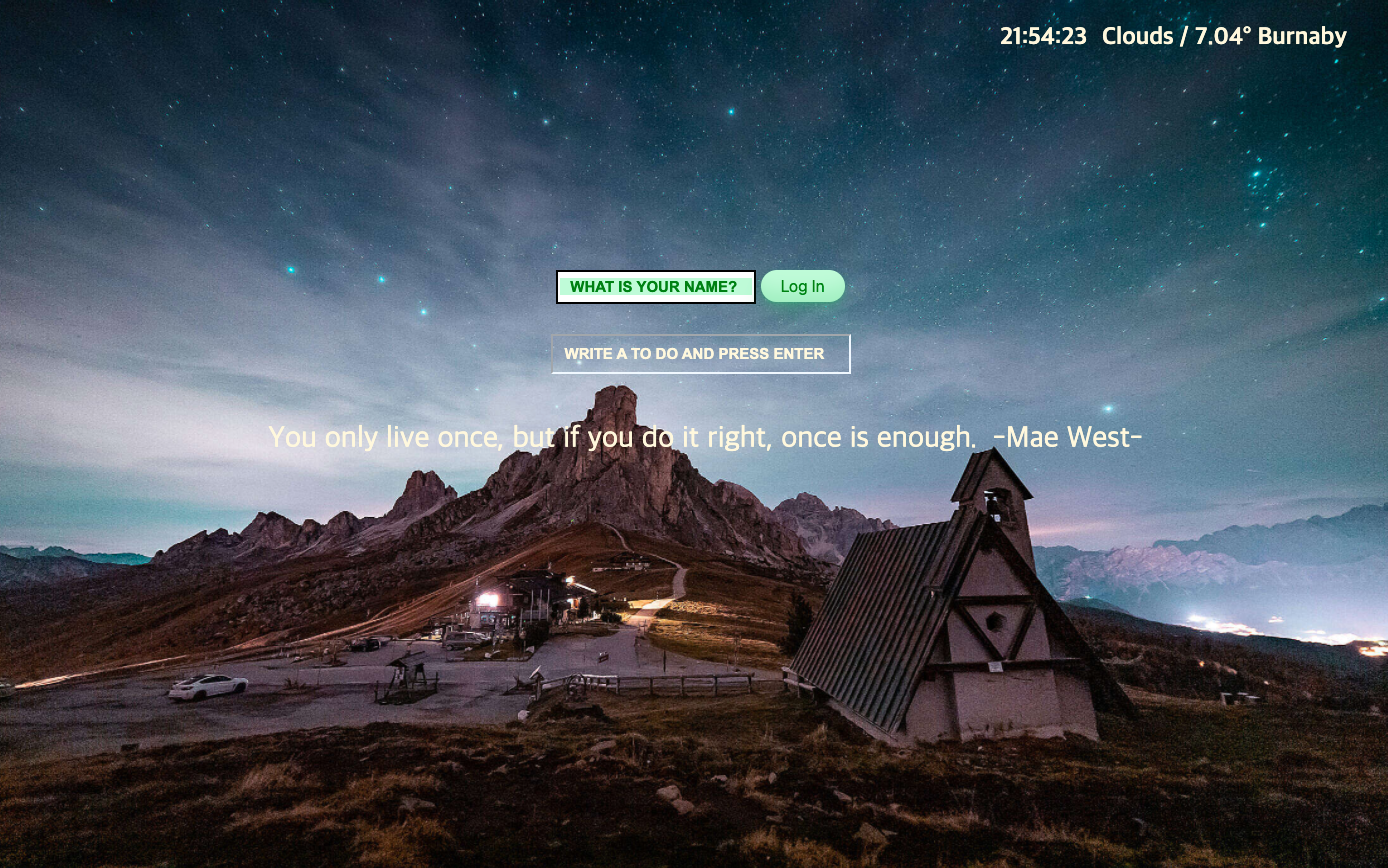 21:54:23 Clouds / 7.04° Burnaby
WHAT IS YOUR NAME? Log In
WRITE A TO DO AND PRESS ENTER
You only live once, but if you do it right, once is enough. -Mae West-